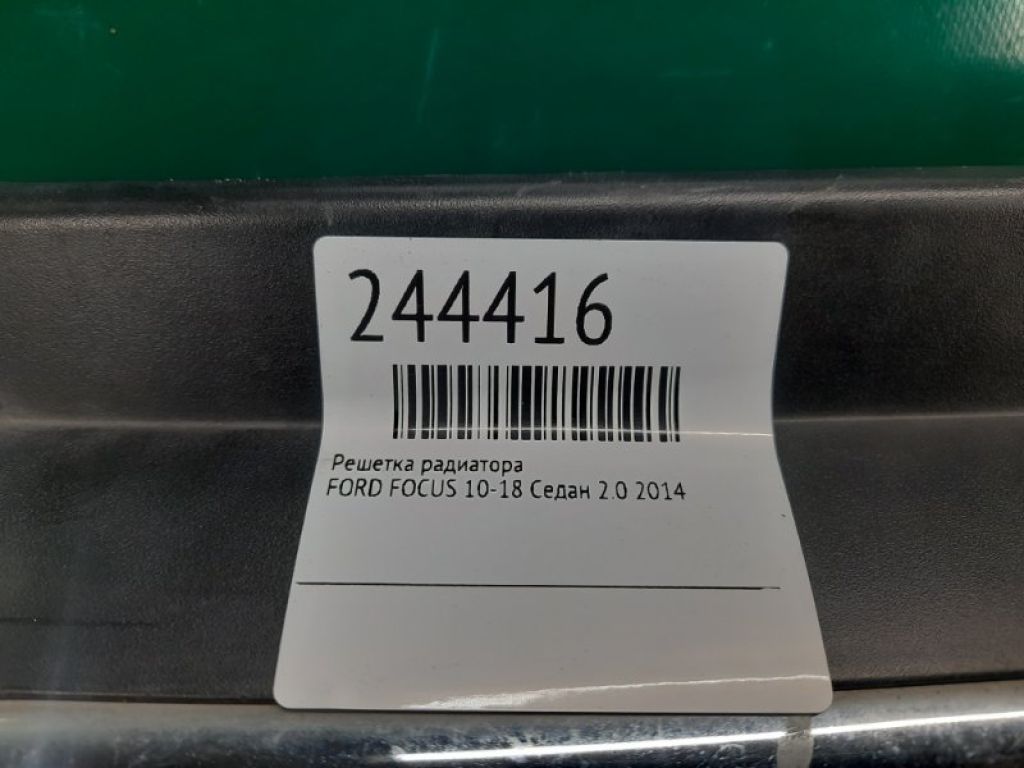 244416
Решетка радиатора
FORD FOCUS 10-18 Седан 2.0 2014